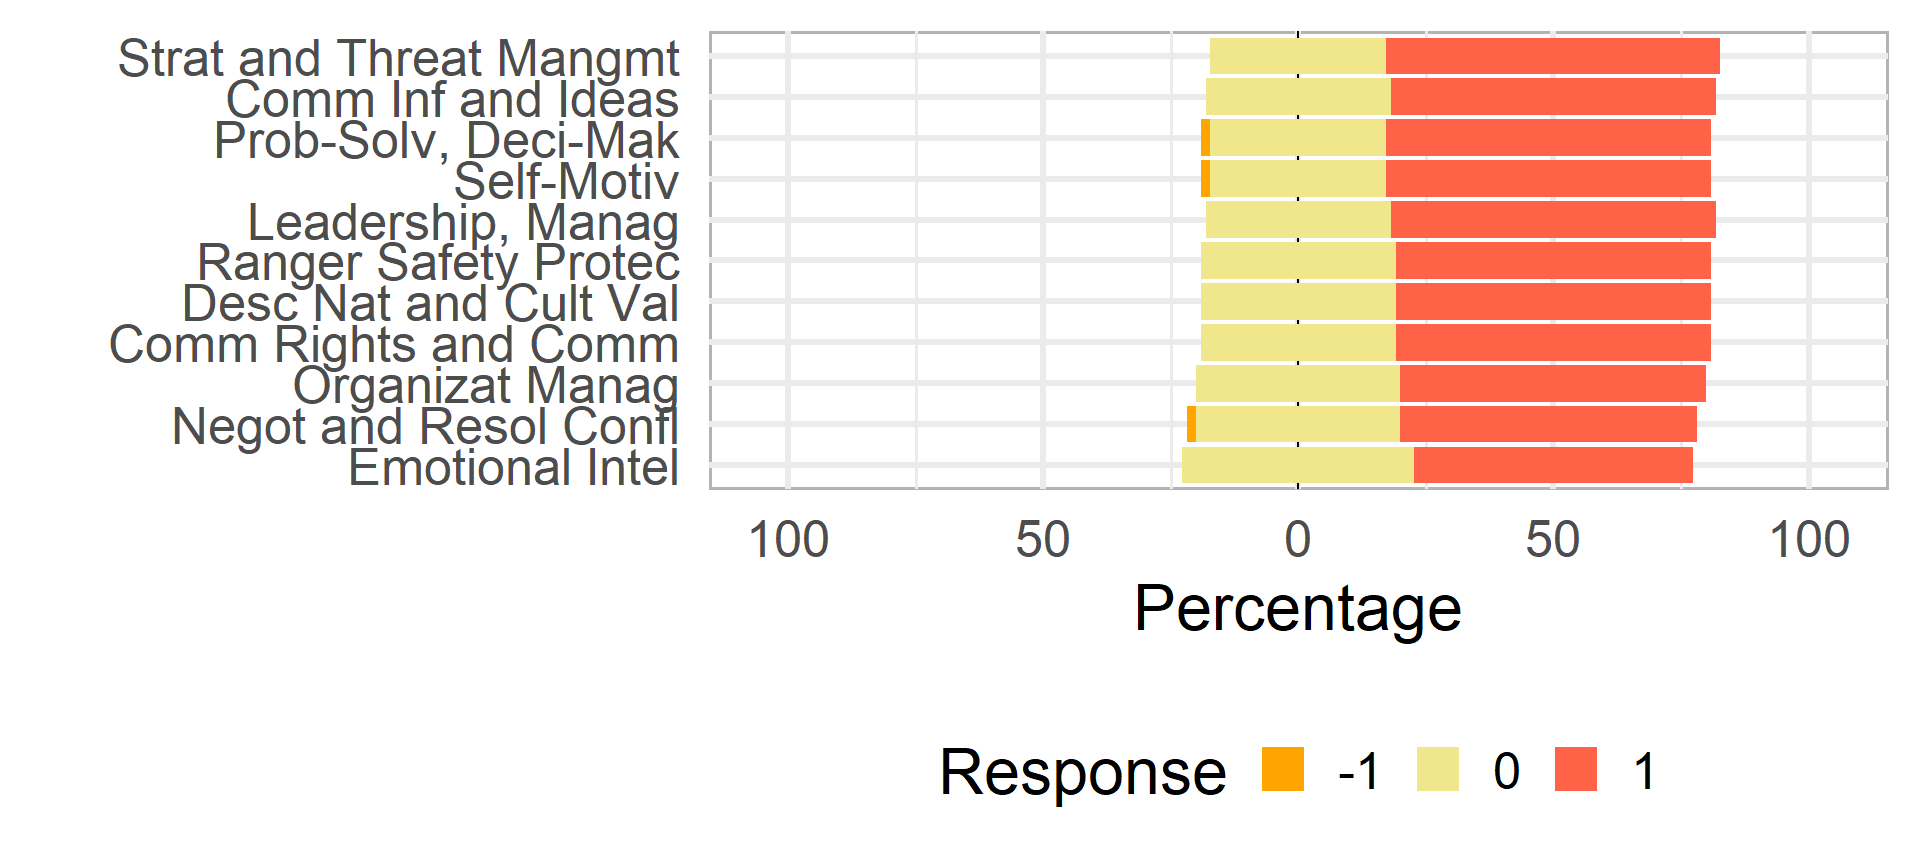 Strat and Threat Mangmt
Comm Inf and Ideas
Prob-Solv, Deci-Mak
Self-Motiv
Leadership, Manag
Ranger Safety Protec
Desc Nat and Cult Val
Comm Rights and Comm
Organizat Manag
Negot and Resol Confl
Emotional Intel
100 50 0 50 100
Percentage
Response -1 0 1